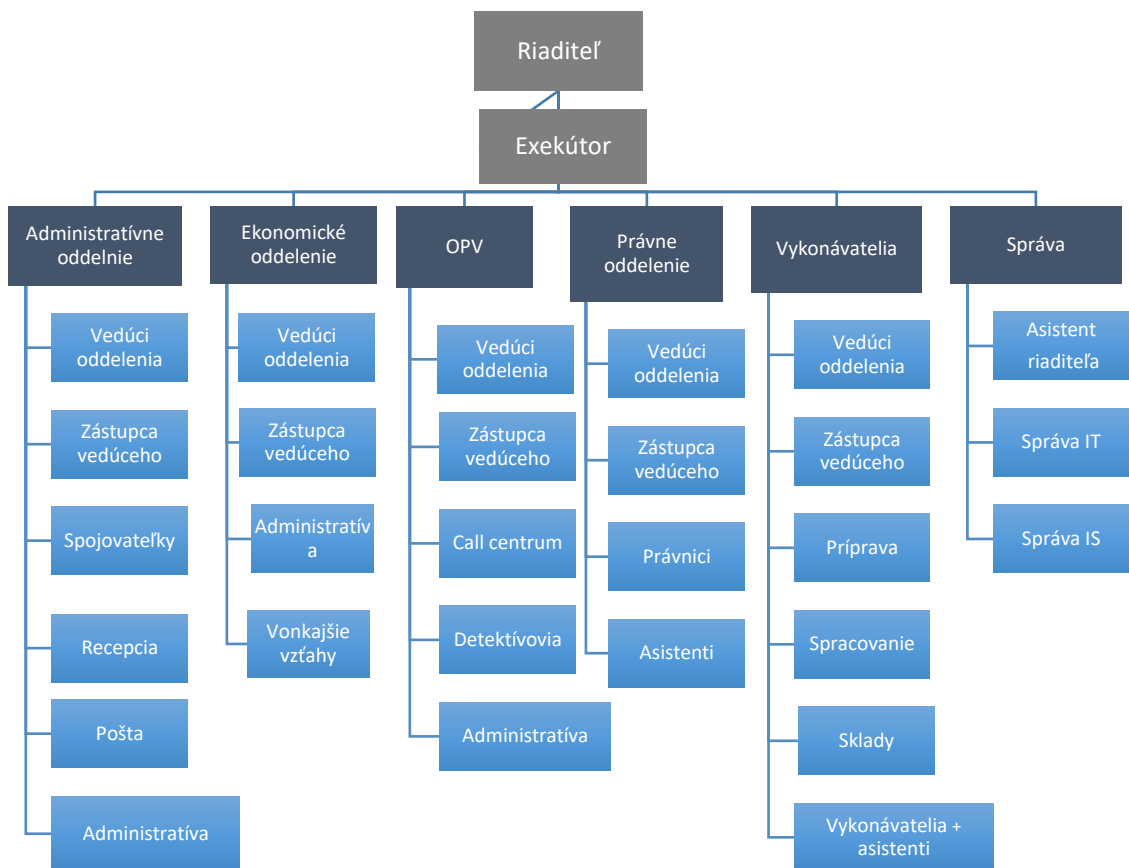 Riaditeľ
Exekútor
Administratívne
oddelnie
Vedúci
oddelenia
Zástupca
vedúceho
Spojovateľky
Recepcia
Pošta
Administratíva
Ekonomické
oddelenie
Vedúci
oddelenia
Zástupca
vedúceho
Administratív
a
Vonkajšie
vzťahy
OPV
Vedúci
oddelenia
Zástupca
vedúceho
Call centrum
Detektívovia
Administratíva
Právne
oddelenie
Vedúci
oddelenia
Zástupca
vedúceho
Právnici
Asistenti
Vykonávatelia
Vedúci
oddelenia
Zástupca
vedúceho
Príprava
Spracovanie
Sklady
Vykonávatelia +
asistenti
Správa
Asistent
riaditeľa
Správa IT
Správa IS